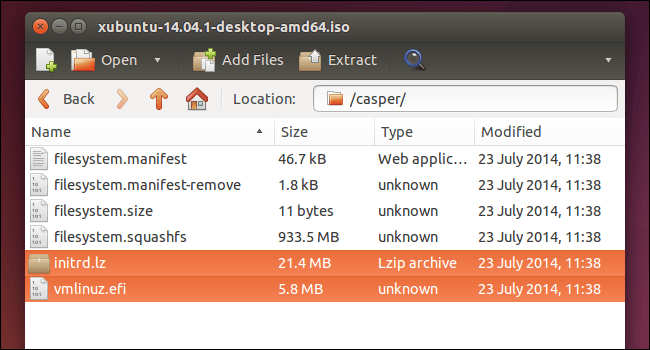 xubuntu-14.04.1-desktop-amd64.iso
Open Add Files Extract
Back Location: /casper/
Name Size Type Modified
filesystem.manifest 46.7 kB Web applic... 23 July 2014, 11:38
filesystem.manifest-remove 1.8 kB unknown 23 July 2014, 11:38
filesystem.size 11 bytes unknown 23 July 2014, 11:38
filesystem.squashfs 933.5 MB unknown 23 July 2014, 11:38
initrd.lz 21.4 MB Lzip archive 23 July 2014, 11:38
vmlinuz.efi 5.8 MB unknown 23 July 2014, 11:38